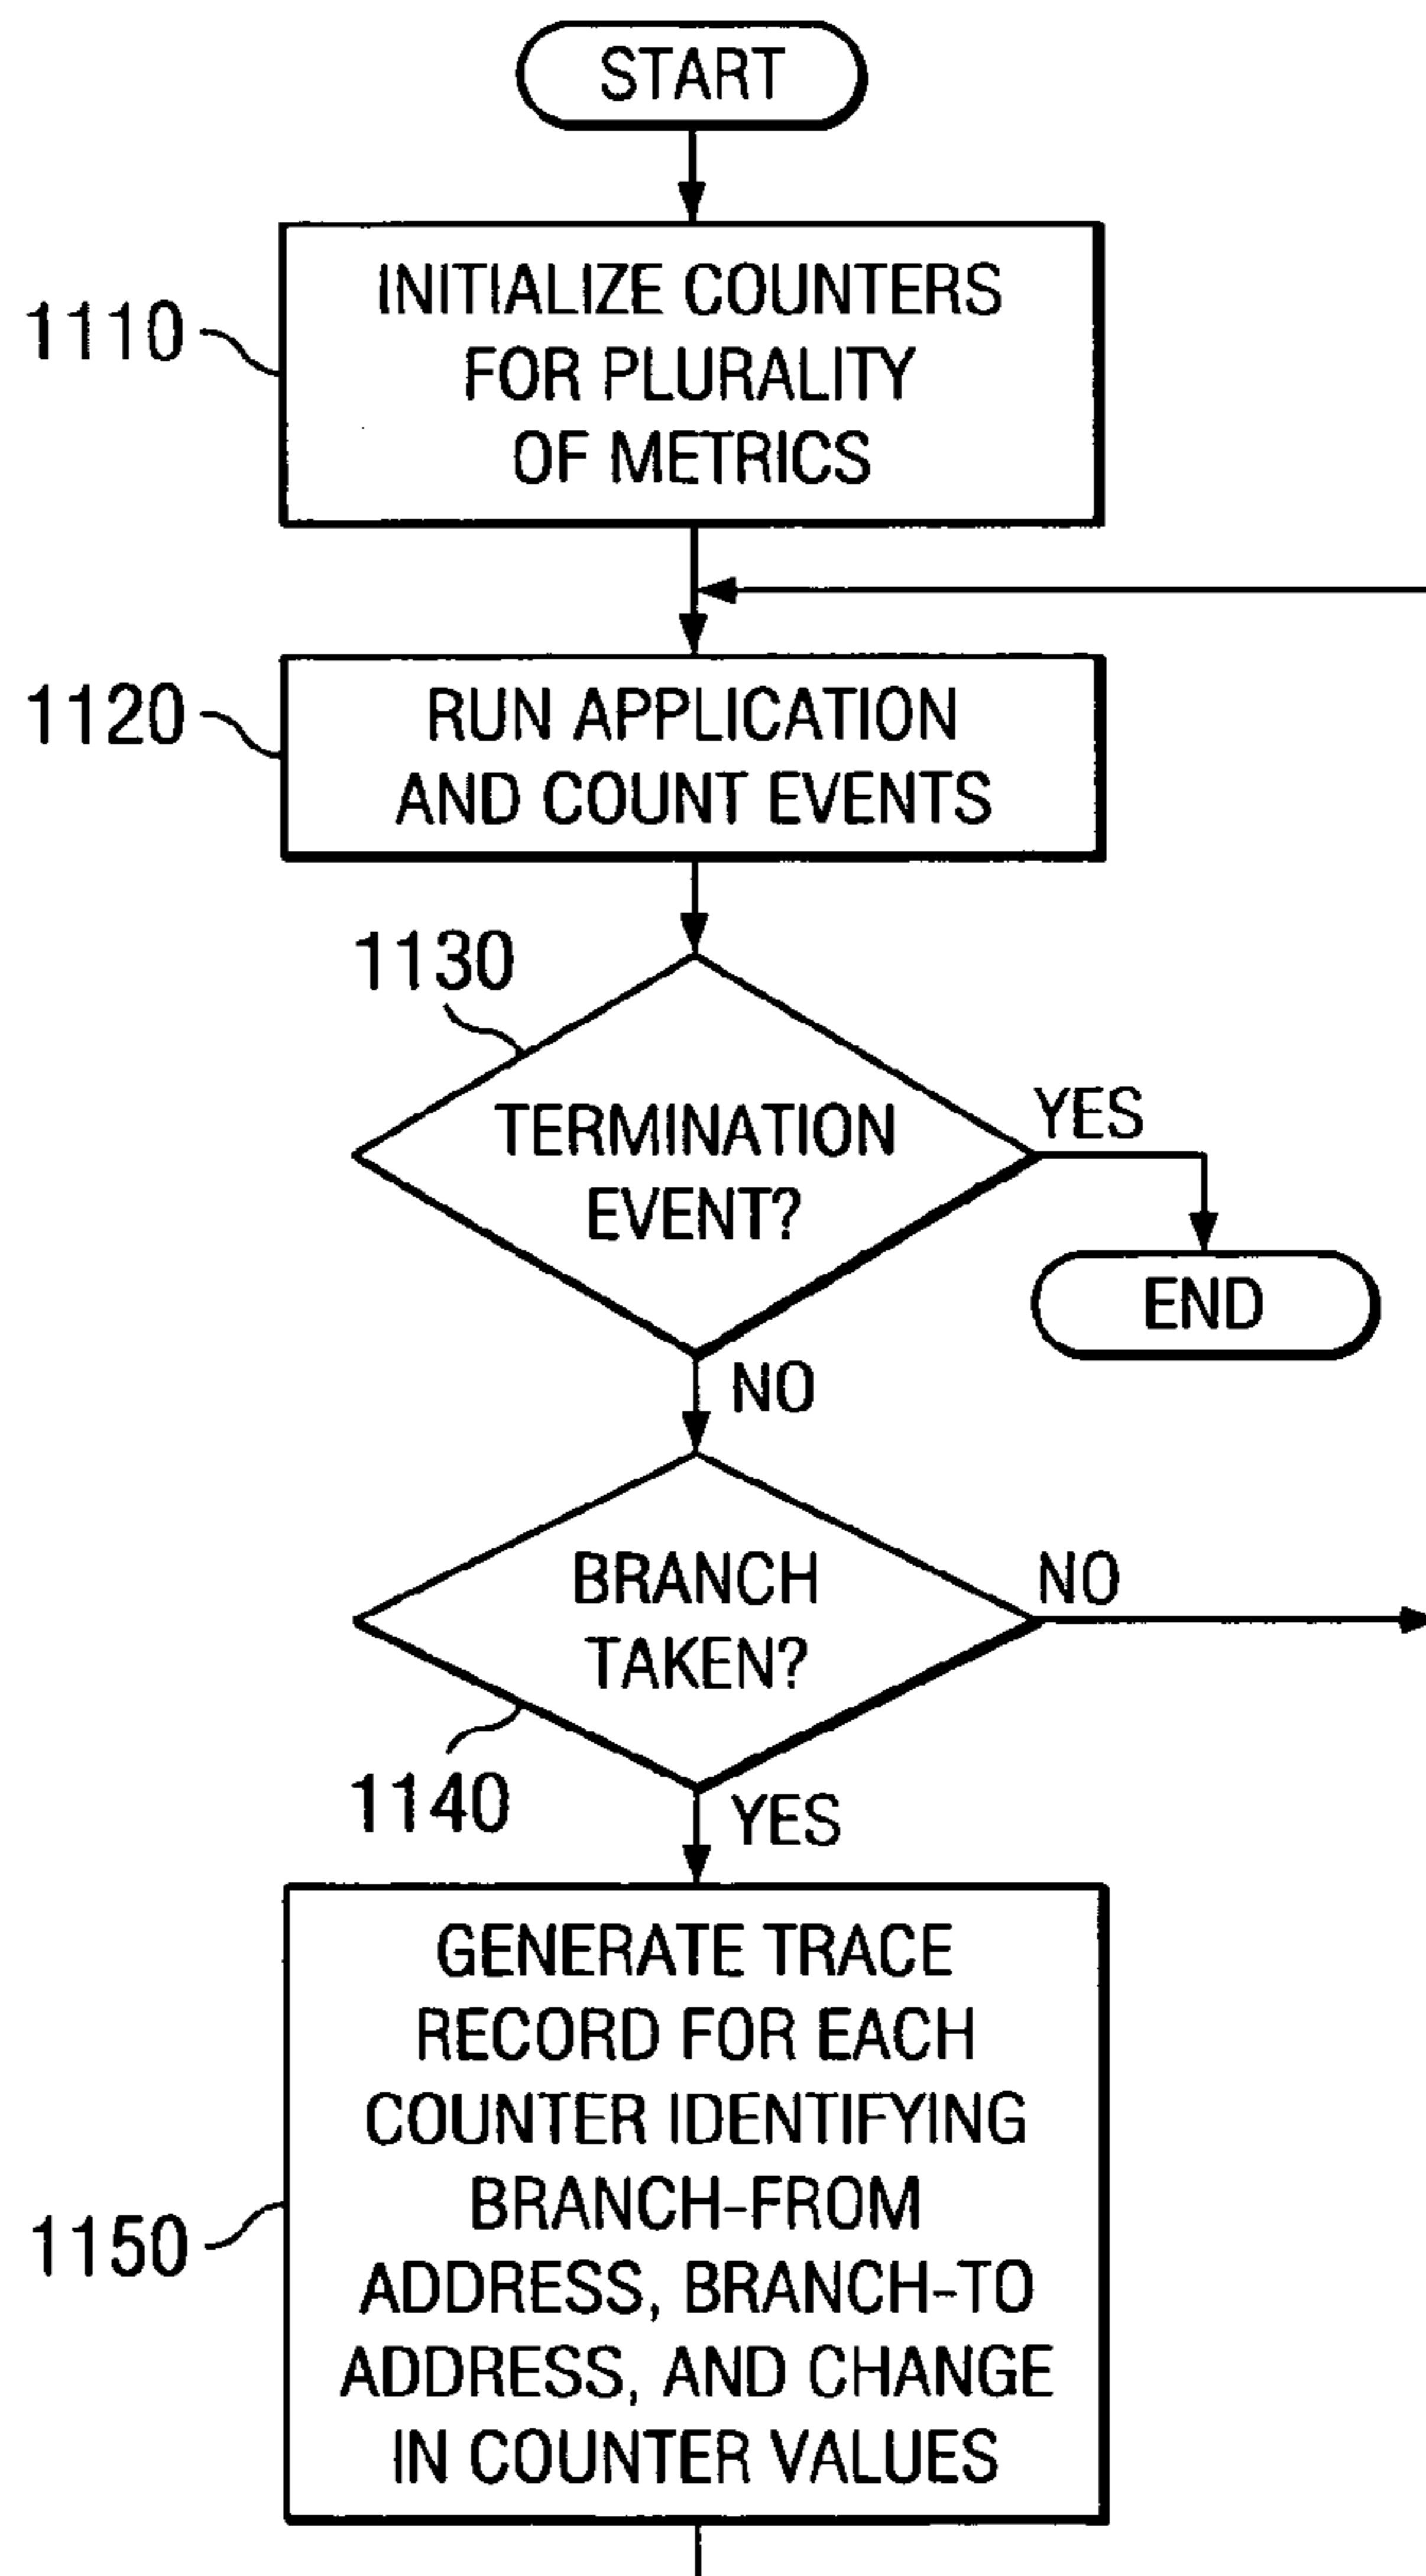 START
1110
INITIALIZE COUNTERS
FOR PLURALITY
OF METRICS
1120
RUN APPLICATION
AND COUNT EVENTS
1130
TERMINATION
EVENT?
YES
END
NO
BRANCH
TAKEN?
NO
1140
YES
1150
GENERATE TRACE
RECORD FOR EACH
COUNTER IDENTIFYING
BRANCH-FROM
ADDRESS, BRANCH-TO
ADDRESS, AND CHANGE
IN COUNTER VALUES